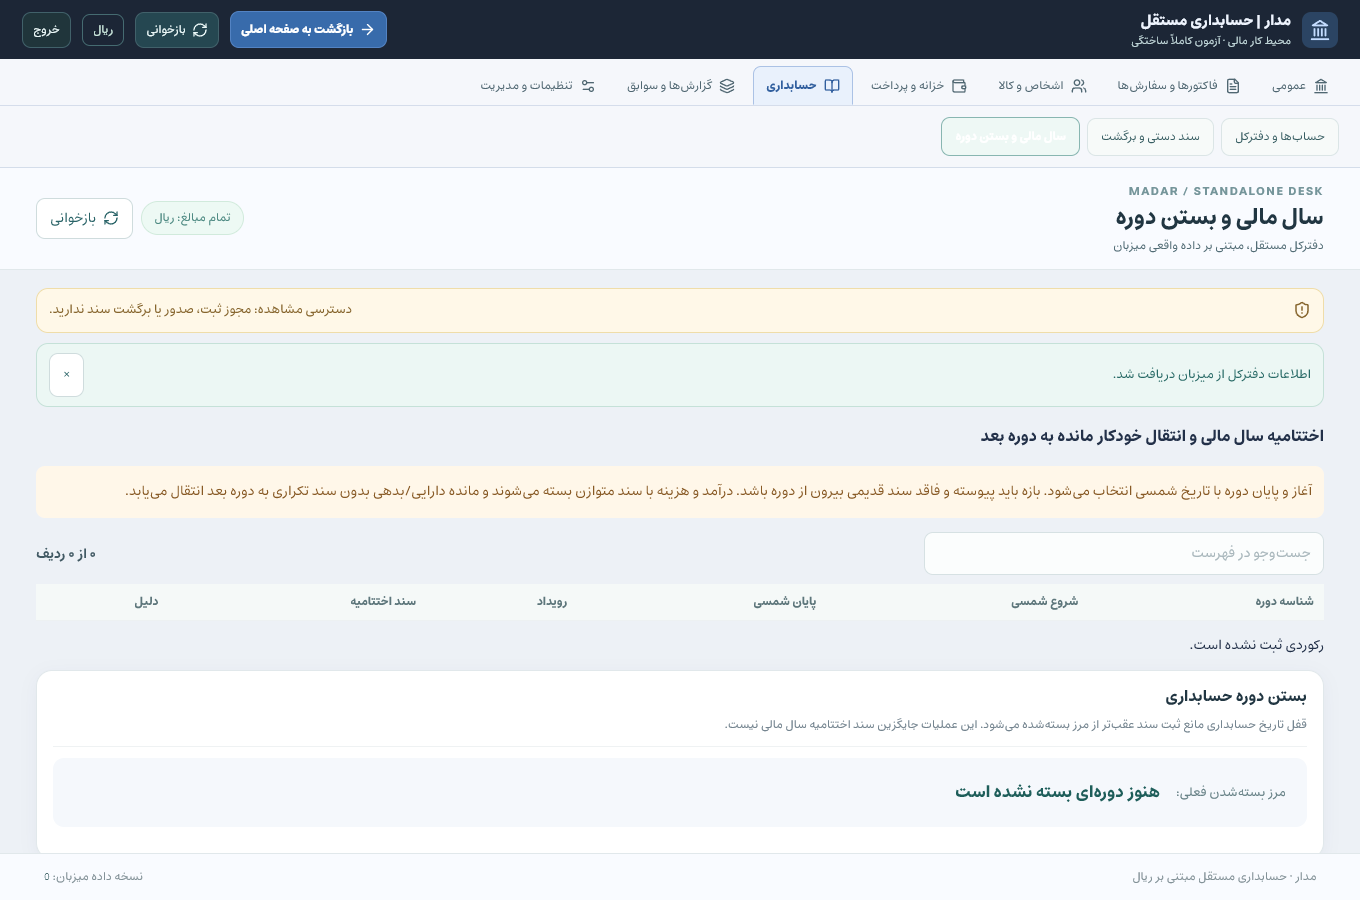 مدار | حسابداری مستقل
محیط کار مالی · آزمون کاملاً ساختگی
بازگشت به صفحه اصلی
بازخوانی
ریال
خروج
عمومی
فاکتورها و سفارش‌ها
اشخاص و کالا
خزانه و پرداخت
حسابداری
گزارش‌ها و سوابق
تنظیمات و مدیریت
حساب‌ها و دفترکل
سند دستی و برگشت
سال مالی و بستن دوره
MADAR / STANDALONE DESK
سال مالی و بستن دوره
دفترکل مستقل، مبتنی بر داده واقعی میزبان
تمام مبالغ: ریال
بازخوانی
دسترسی مشاهده: مجوز ثبت، صدور یا برگشت سند ندارید.
اطلاعات دفترکل از میزبان دریافت شد.
×
اختتامیه سال مالی و انتقال خودکار مانده به دوره بعد
آغاز و پایان دوره با تاریخ شمسی انتخاب می‌شود. بازه باید پیوسته و فاقد سند قدیمی بیرون از دوره باشد. درآمد و هزینه با سند متوازن بسته می‌شوند و مانده دارایی/بدهی بدون سند تکراری به دوره بعد انتقال می‌یابد.
جست‌وجو در فهرست
۰ از ۰ ردیف
شناسه دوره
شروع شمسی
پایان شمسی
رویداد
سند اختتامیه
دلیل
رکوردی ثبت نشده است.
بستن دوره حسابداری
قفل تاریخ حسابداری مانع ثبت سند عقب‌تر از مرز بسته‌شده می‌شود. این عملیات جایگزین سند اختتامیه سال مالی نیست.
مرز بسته‌شدن فعلی: هنوز دوره‌ای بسته نشده است
مدار · حسابداری مستقل مبتنی بر ریال
نسخه داده میزبان: 0